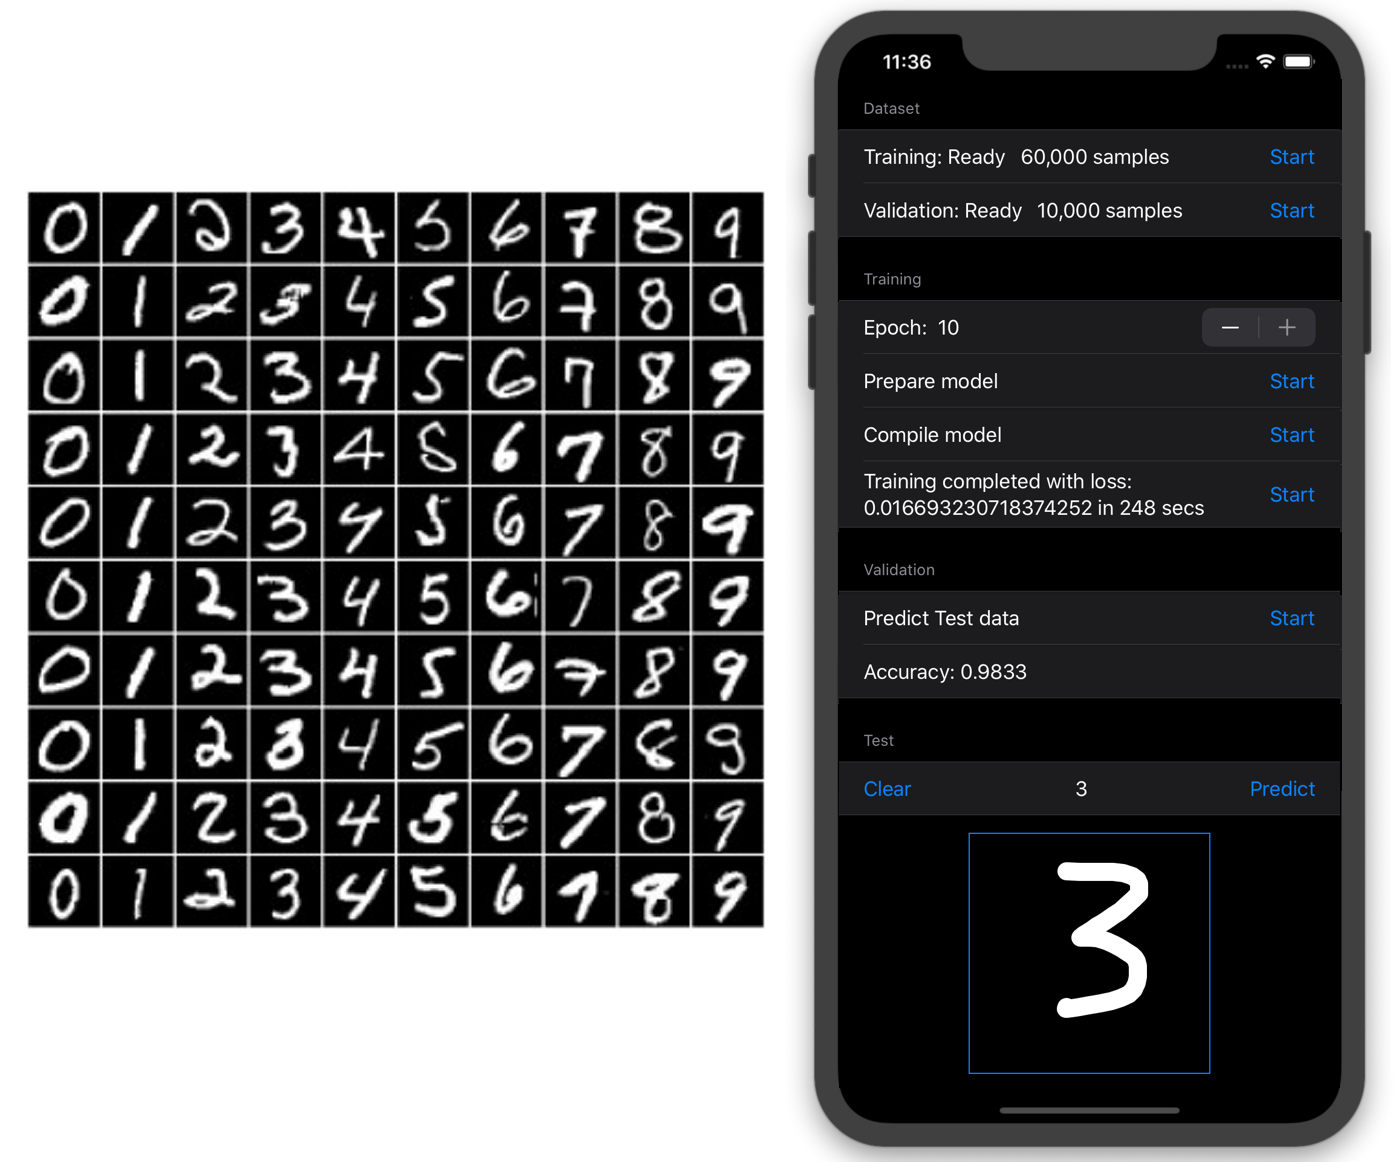 0 1 2 3 4 5 6 7 8 9
0 1 2 3 4 5 6 7 8 9
0 1 2 3 4 5 6 7 8 9
0 1 2 3 4 5 6 7 8 9
0 1 2 3 4 5 6 7 8 9
0 1 2 3 4 5 6 7 8 9
0 1 2 3 4 5 6 7 8 9
0 1 2 3 4 5 6 7 8 9
0 1 2 3 4 5 6 7 8 9
0 1 2 3 4 5 6 7 8 9
11:36
Dataset
Training: Ready 60,000 samples Start
Validation: Ready 10,000 samples Start
Training
Epoch: 10 − +
Prepare model Start
Compile model Start
Training completed with loss:
0.016693230718374252 in 248 secs Start
Validation
Predict Test data Start
Accuracy: 0.9833
Test
Clear 3 Predict
3